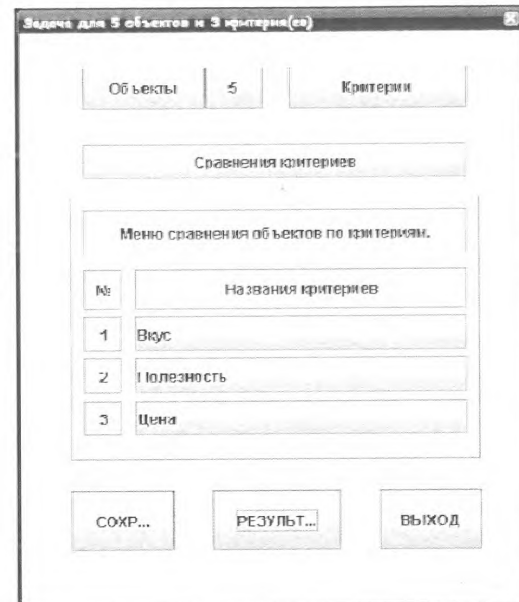 Задача для 5 объектов и 3 критерия(ев)
Объекты 5 Критерии
Сравнения критериев
Меню сравнения объектов по критериям.
№ Названия критериев
1 Вкус
2 Полезность
3 Цена
СОХР... РЕЗУЛЬТ... ВЫХОД